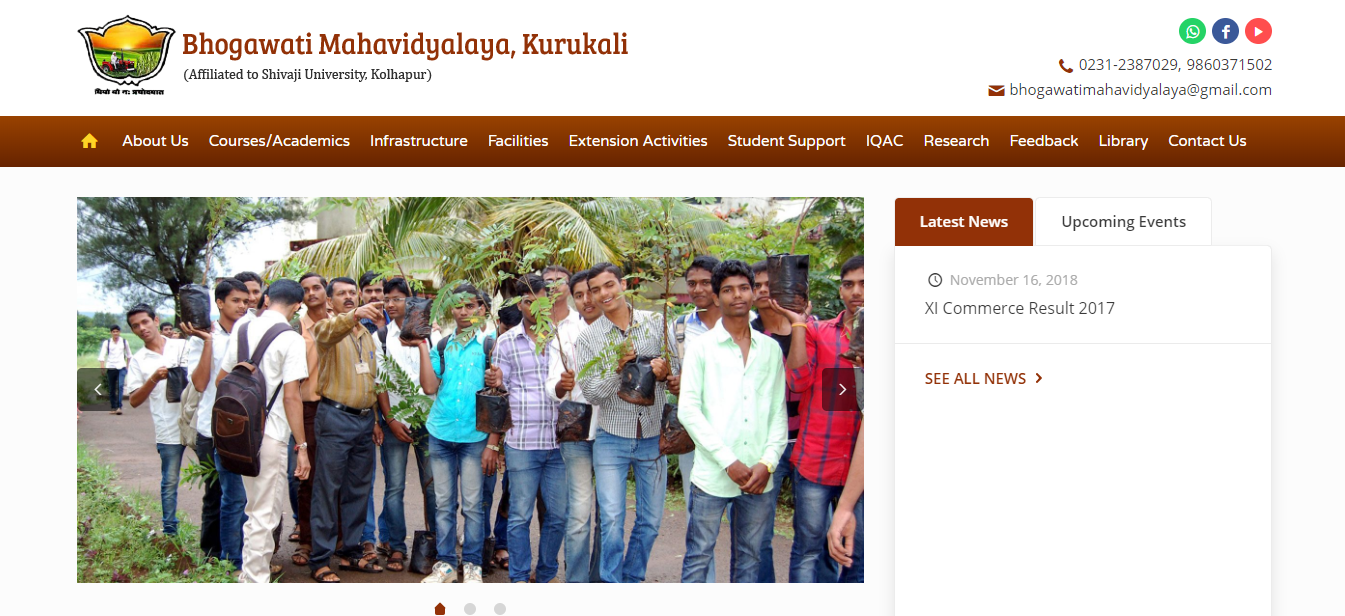 Bhogawati Mahavidyalaya, Kurukali
(Affiliated to Shivaji University, Kolhapur)
धियो यो नः प्रचोदयात
0231-2387029, 9860371502
bhogawatimahavidyalaya@gmail.com
About Us Courses/Academics Infrastructure Facilities Extension Activities Student Support IQAC Research Feedback Library Contact Us
Latest News Upcoming Events
November 16, 2018
XI Commerce Result 2017
SEE ALL NEWS